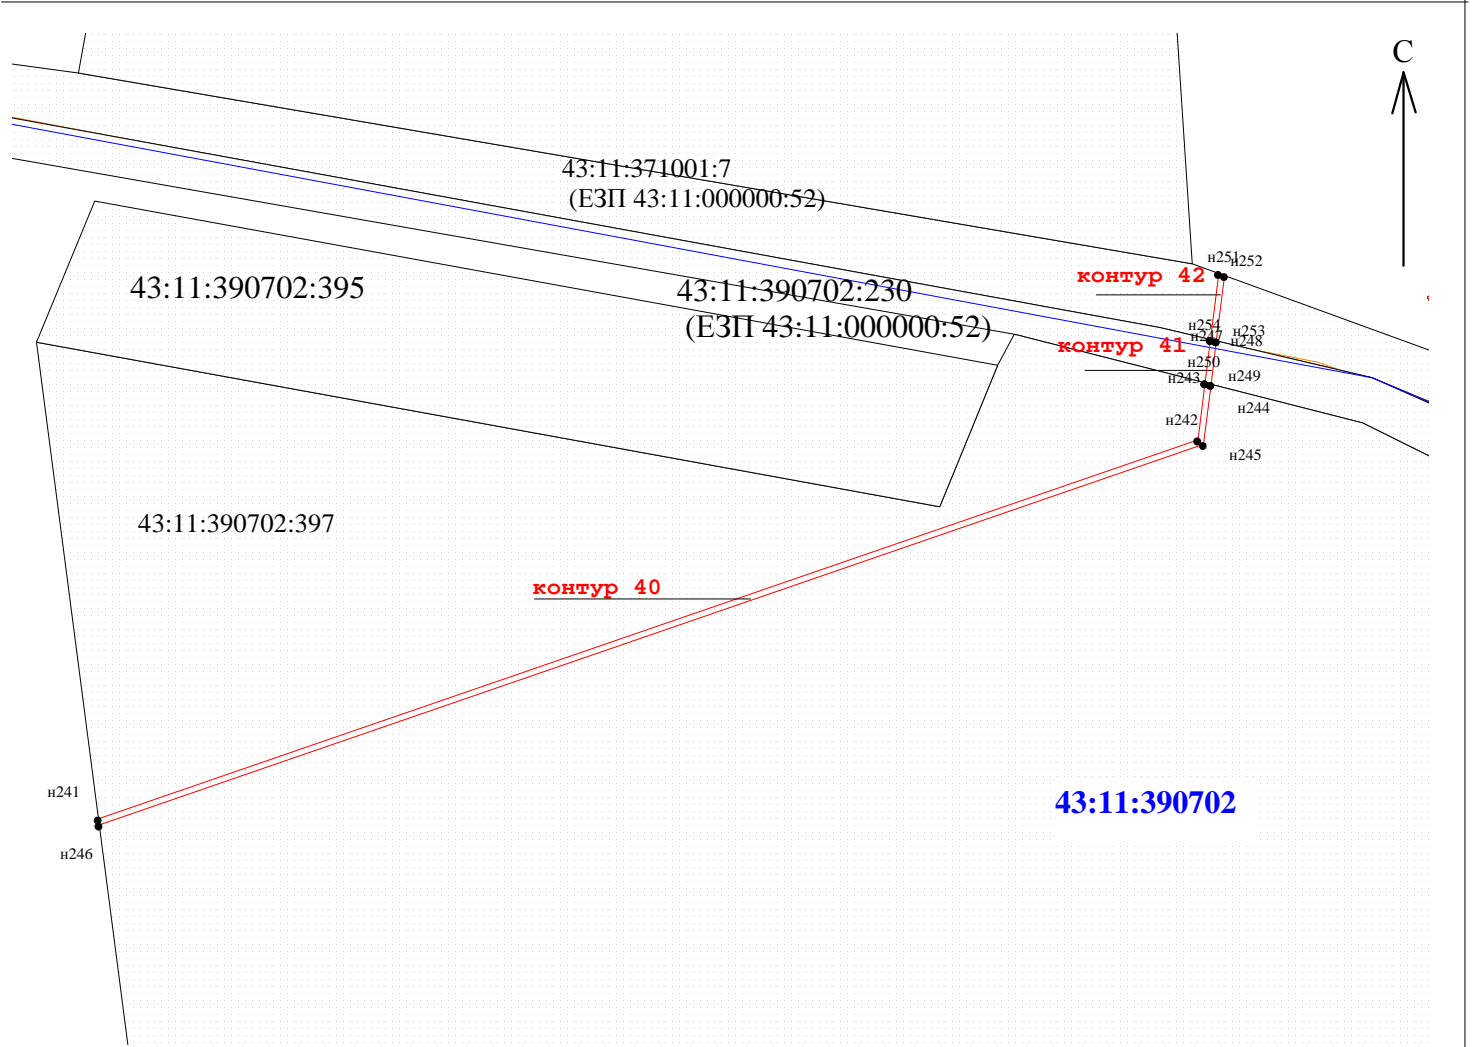 С
43:11:371001:7
(ЕЗП 43:11:000000:52)
н251
н252
контур 42
43:11:390702:395
43:11:390702:230
(ЕЗП 43:11:000000:52)
н254
н253
н247
н248
контур 41
н250
н243
н249
н244
н242
н245
43:11:390702:397
контур 40
н241
43:11:390702
н246